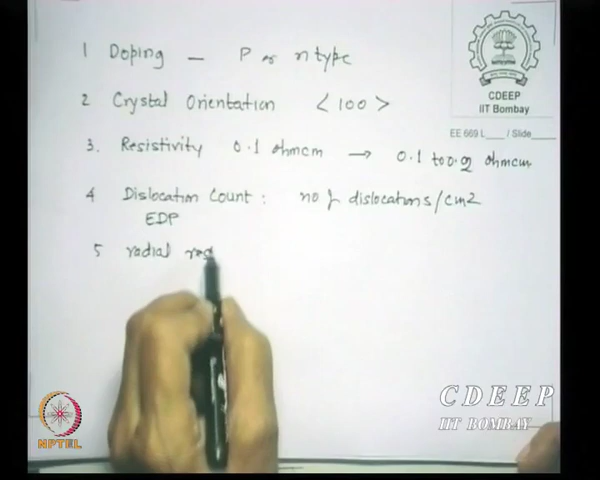 1 Doping — P or n type
2 Crystal Orientation <100>
3. Resistivity 0.1 ohmcm → 0.1 to 0.2 ohmcm
4 Dislocation Count : no of dislocations/cm2
EDP
5 radial
CDEEP
IIT Bombay
EE 669 L____ / Slide____
NPTEL
CDEEP
IIT BOMBAY